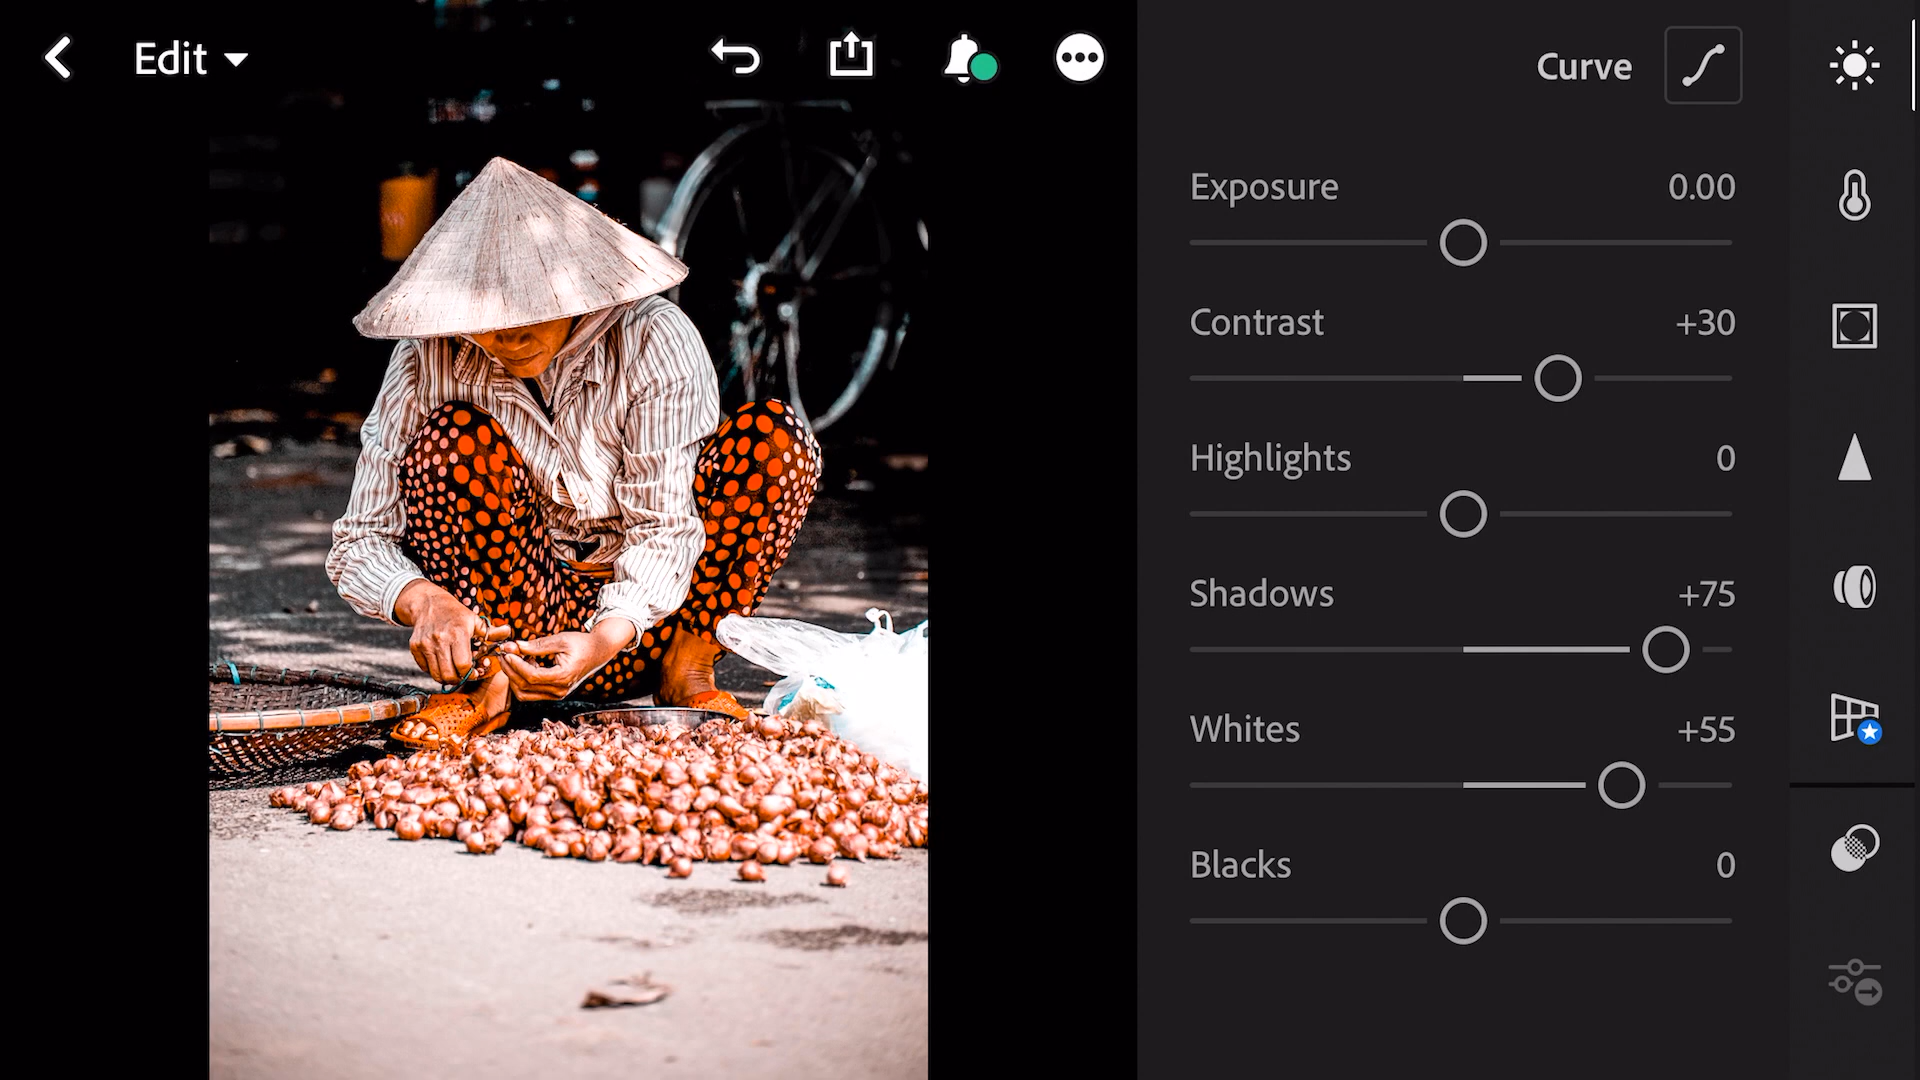 Edit
Curve
Exposure 0.00
Contrast +30
Highlights 0
Shadows +75
Whites +55
Blacks 0